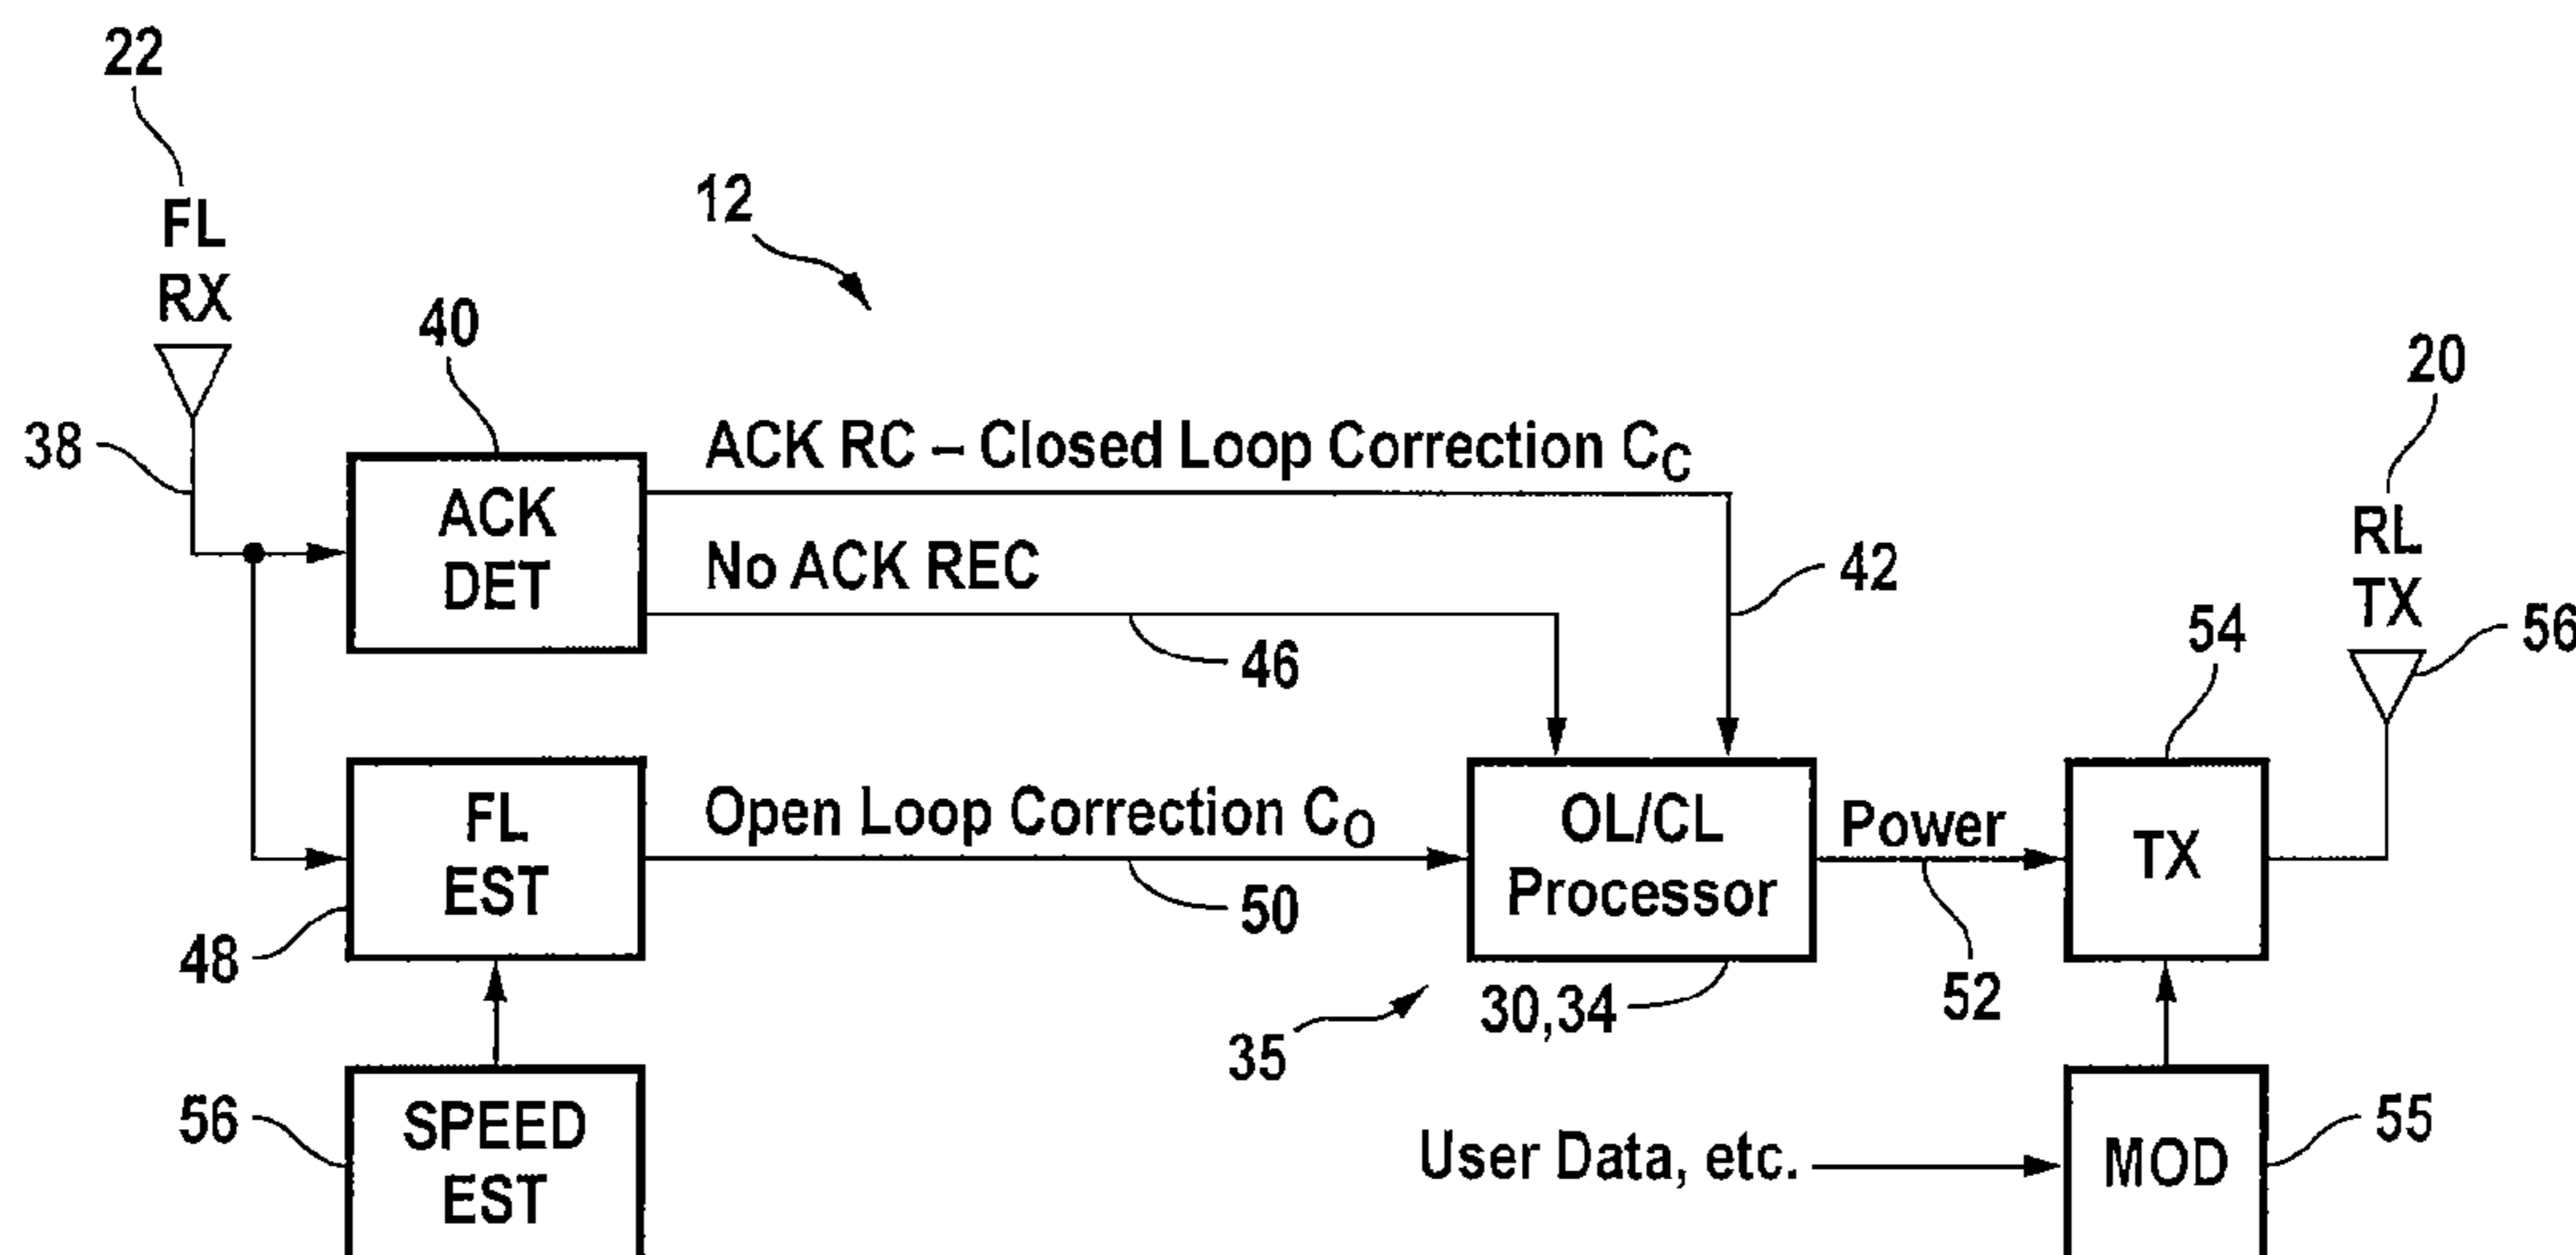 22
FL
RX
12
40
20
38
ACK RC – Closed Loop Correction CC
ACK
DET
No ACK REC
42
RL
TX
46
54
56
FL
EST
Open Loop Correction CO
OL/CL
Processor
Power
TX
48
50
30,34
52
35
56
SPEED
EST
User Data, etc.
MOD
55